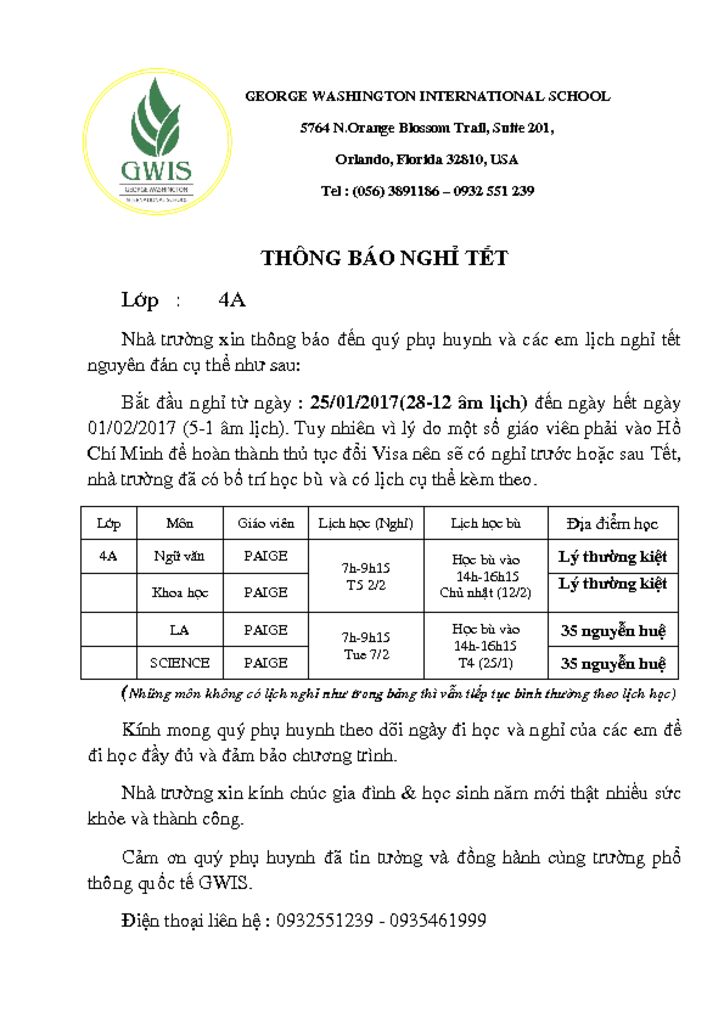 GWIS
GEORGE WASHINGTON
INTERNATIONAL SCHOOL
GEORGE WASHINGTON INTERNATIONAL SCHOOL
5764 N.Orange Blossom Trail, Suite 201,
Orlando, Florida 32810, USA
Tel : (056) 3891186 – 0932 551 239
THÔNG BÁO NGHỈ TẾT
Lớp : 4A
Nhà trường xin thông báo đến quý phụ huynh và các em lịch nghỉ tết
nguyên đán cụ thể như sau:
Bắt đầu nghỉ từ ngày : 25/01/2017(28-12 âm lịch) đến ngày hết ngày
01/02/2017 (5-1 âm lịch). Tuy nhiên vì lý do một số giáo viên phải vào Hồ
Chí Minh để hoàn thành thủ tục đổi Visa nên sẽ có nghỉ trước hoặc sau Tết,
nhà trường đã có bố trí học bù và có lịch cụ thể kèm theo.
Lớp Môn Giáo viên Lịch học (Nghỉ) Lịch học bù Địa điểm học
4A Ngữ văn PAIGE 7h-9h15 T5 2/2 Học bù vào 14h-16h15 Chủ nhật (12/2) Lý thường kiệt
Khoa học PAIGE Lý thường kiệt
LA PAIGE 7h-9h15 Tue 7/2 Học bù vào 14h-16h15 T4 (25/1) 35 nguyễn huệ
SCIENCE PAIGE 35 nguyễn huệ
(Những môn không có lịch nghỉ như trong bảng thì vẫn tiếp tục bình thường theo lịch học)
Kính mong quý phụ huynh theo dõi ngày đi học và nghỉ của các em để
đi học đầy đủ và đảm bảo chương trình.
Nhà trường xin kính chúc gia đình & học sinh năm mới thật nhiều sức
khỏe và thành công.
Cảm ơn quý phụ huynh đã tin tưởng và đồng hành cùng trường phổ
thông quốc tế GWIS.
Điện thoại liên hệ : 0932551239 - 0935461999